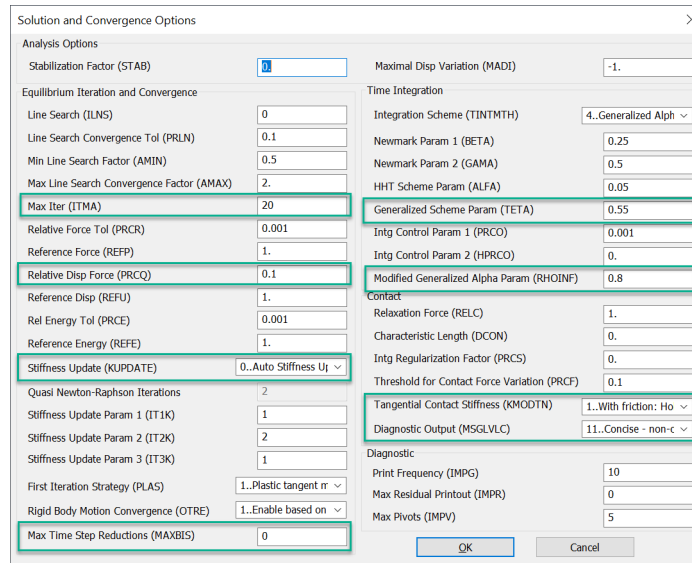 Solution and Convergence Options
Analysis Options
Stabilization Factor (STAB) 0.
Maximal Disp Variation (MADI) -1.
Equilibrium Iteration and Convergence
Line Search (ILNS) 0
Line Search Convergence Tol (PRLN) 0.1
Min Line Search Factor (AMIN) 0.5
Max Line Search Convergence Factor (AMAX) 2.
Max Iter (ITMA) 20
Relative Force Tol (PRCR) 0.001
Reference Force (REFP) 1.
Relative Disp Force (PRCQ) 0.1
Reference Disp (REFU) 1.
Rel Energy Tol (PRCE) 0.001
Reference Energy (REFE) 1.
Stiffness Update (KUPDATE) 0..Auto Stiffness Up
Quasi Newton-Raphson Iterations 2
Stiffness Update Param 1 (IT1K) 1
Stiffness Update Param 2 (IT2K) 2
Stiffness Update Param 3 (IT3K) 1
First Iteration Strategy (PLAS) 1..Plastic tangent m
Rigid Body Motion Convergence (OTRE) 1..Enable based on
Max Time Step Reductions (MAXBIS) 0
Time Integration
Integration Scheme (TINTMTH) 4..Generalized Alph
Newmark Param 1 (BETA) 0.25
Newmark Param 2 (GAMA) 0.5
HHT Scheme Param (ALFA) 0.05
Generalized Scheme Param (TETA) 0.55
Intg Control Param 1 (PRCO) 0.001
Intg Control Param 2 (HPRCO) 0.
Modified Generalized Alpha Param (RHOINF) 0.8
Contact
Relaxation Force (RELC) 1.
Characteristic Length (DCON) 0.
Intg Regularization Factor (PRCS) 0.
Threshold for Contact Force Variation (PRCF) 0.1
Tangential Contact Stiffness (KMODTN) 1..With friction: Ho
Diagnostic Output (MSGLVLC) 11..Concise - non-c
Diagnostic
Print Frequency (IMPG) 10
Max Residual Printout (IMPR) 0
Max Pivots (IMPV) 5
OK Cancel